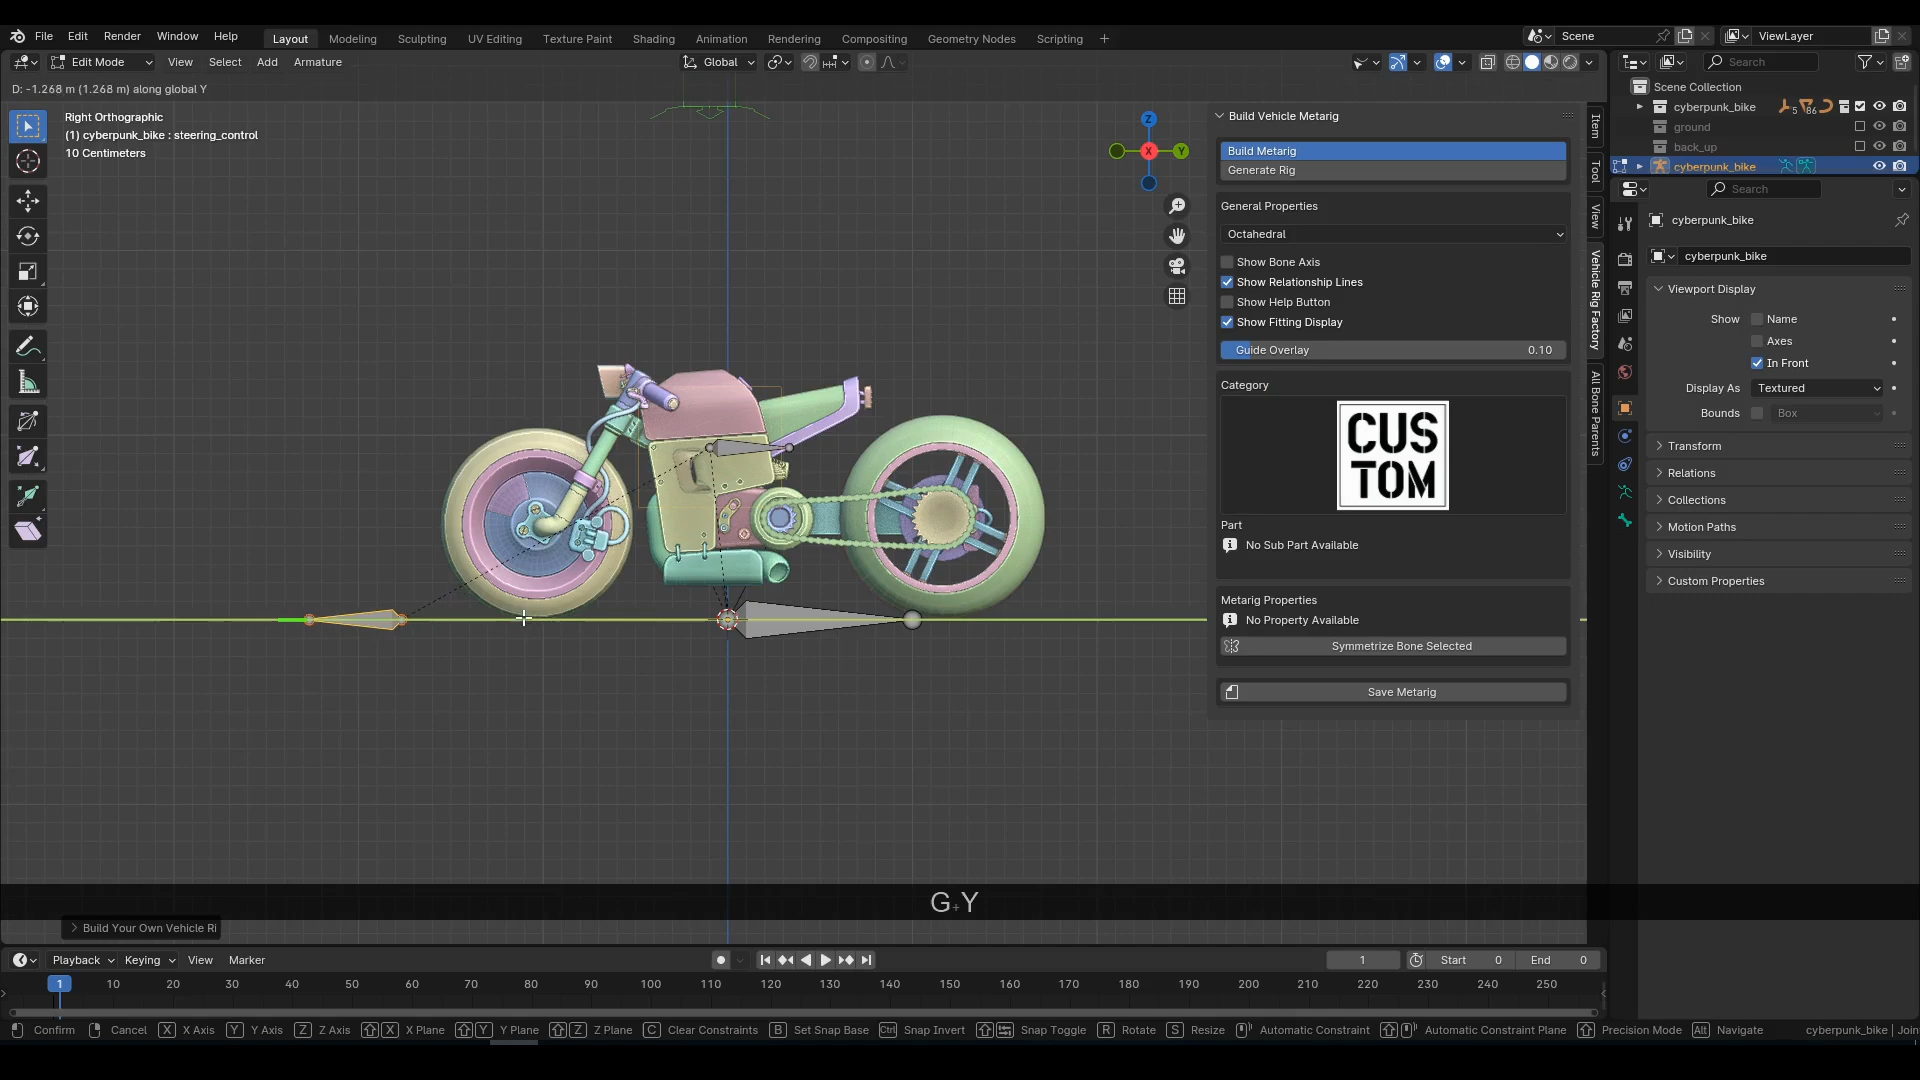 File Edit Render Window Help
Layout Modeling Sculpting UV Editing Texture Paint Shading Animation Rendering Compositing Geometry Nodes Scripting +
Scene
ViewLayer
Edit Mode View Select Add Armature
Global
Search
D: -1.268 m (1.268 m) along global Y
Right Orthographic
(1) cyberpunk_bike : steering_control
10 Centimeters
Z
X
Y
Build Vehicle Metarig
Build Metarig
Generate Rig
General Properties
Octahedral
Show Bone Axis
Show Relationship Lines
Show Help Button
Show Fitting Display
Guide Overlay 0.10
Category
CUS
TOM
Part
No Sub Part Available
Metarig Properties
No Property Available
Symmetrize Bone Selected
Save Metarig
Item
Tool
View
Vehicle Rig Factory
All Bone Parents
Scene Collection
cyberpunk_bike 5 86
ground
back_up
cyberpunk_bike
Search
cyberpunk_bike
cyberpunk_bike
Viewport Display
Show Name
Axes
In Front
Display As Textured
Bounds Box
Transform
Relations
Collections
Motion Paths
Visibility
Custom Properties
G+Y
Build Your Own Vehicle Ri
Playback Keying View Marker
1 Start 0 End 0
1 10 20 30 40 50 60 70 80 90 100 110 120 130 140 150 160 170 180 190 200 210 220 230 240 250
Confirm Cancel X X Axis Y Y Axis Z Z Axis X X Plane Y Y Plane Z Z Plane C Clear Constraints B Set Snap Base Ctrl Snap Invert Snap Toggle R Rotate S Resize Automatic Constraint Automatic Constraint Plane Precision Mode Alt Navigate cyberpunk_bike | Join